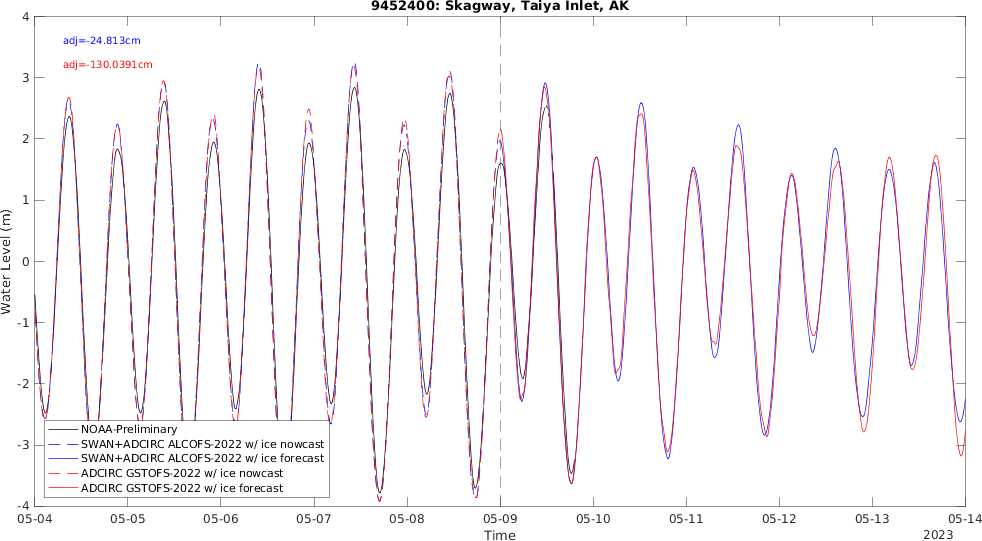 9452400: Skagway, Taiya Inlet, AK
adj=-24.813cm
adj=-130.0391cm
Water Level (m)
4
3
2
1
0
-1
-2
-3
-4
NOAA-Preliminary
SWAN+ADCIRC ALCOFS-2022 w/ ice nowcast
SWAN+ADCIRC ALCOFS-2022 w/ ice forecast
ADCIRC GSTOFS-2022 w/ ice nowcast
ADCIRC GSTOFS-2022 w/ ice forecast
05-04 05-05 05-06 05-07 05-08 05-09 05-10 05-11 05-12 05-13 05-14
Time
2023